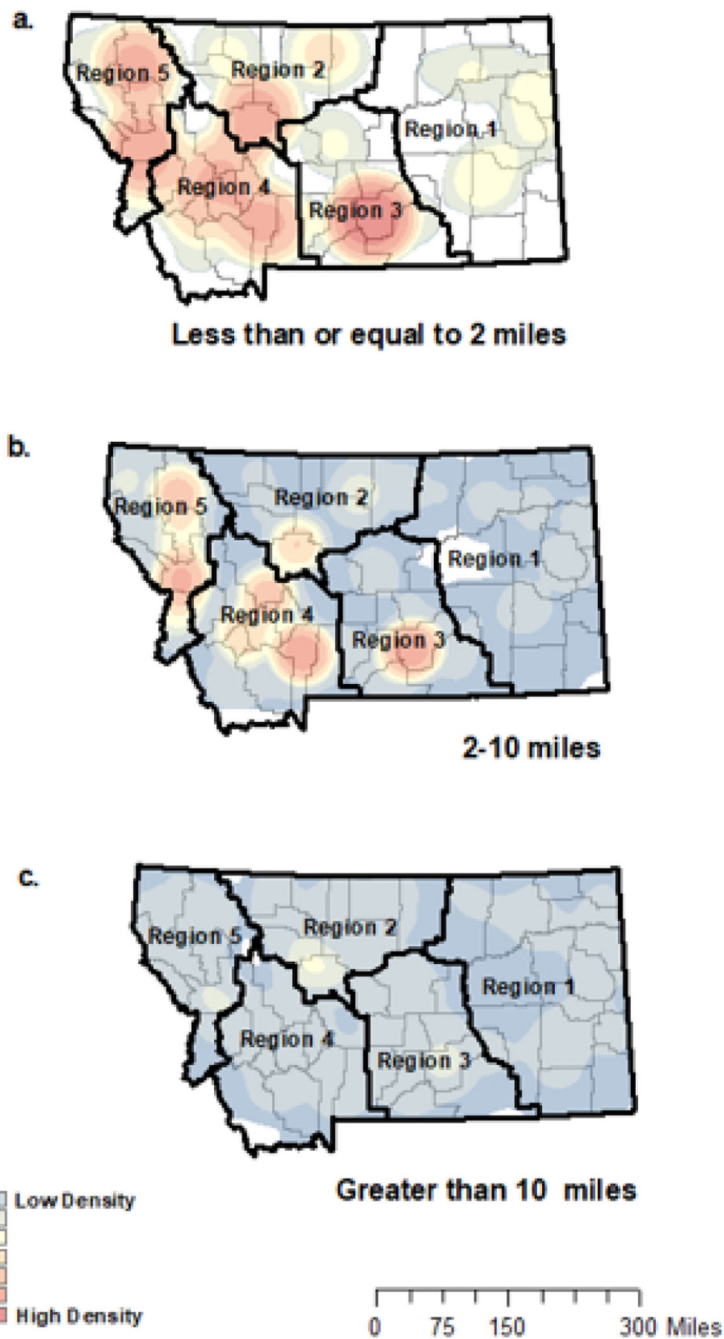 a.
Region 5
Region 2
Region 1
Region 4
Region 3
Less than or equal to 2 miles
b.
Region 5
Region 2
Region 1
Region 4
Region 3
2-10 miles
c.
Region 5
Region 2
Region 1
Region 4
Region 3
Low Density
Greater than 10 miles
High Density
0 75 150 300 Miles